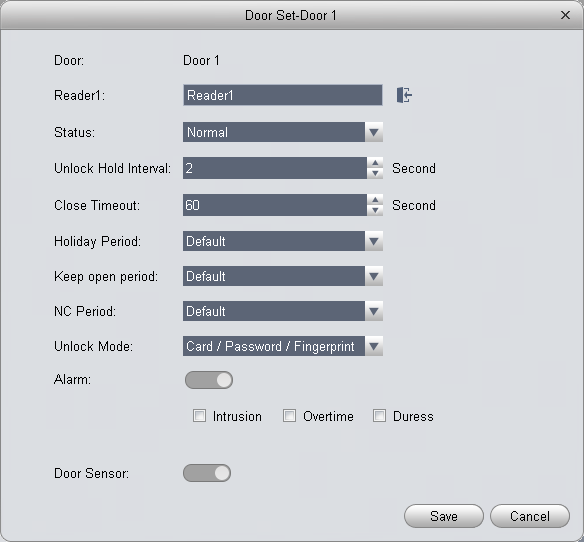 Door Set-Door 1
Door: Door 1
Reader1: Reader1
Status: Normal
Unlock Hold Interval: 2 Second
Close Timeout: 60 Second
Holiday Period: Default
Keep open period: Default
NC Period: Default
Unlock Mode: Card / Password / Fingerprint
Alarm:
Intrusion Overtime Duress
Door Sensor:
Save Cancel